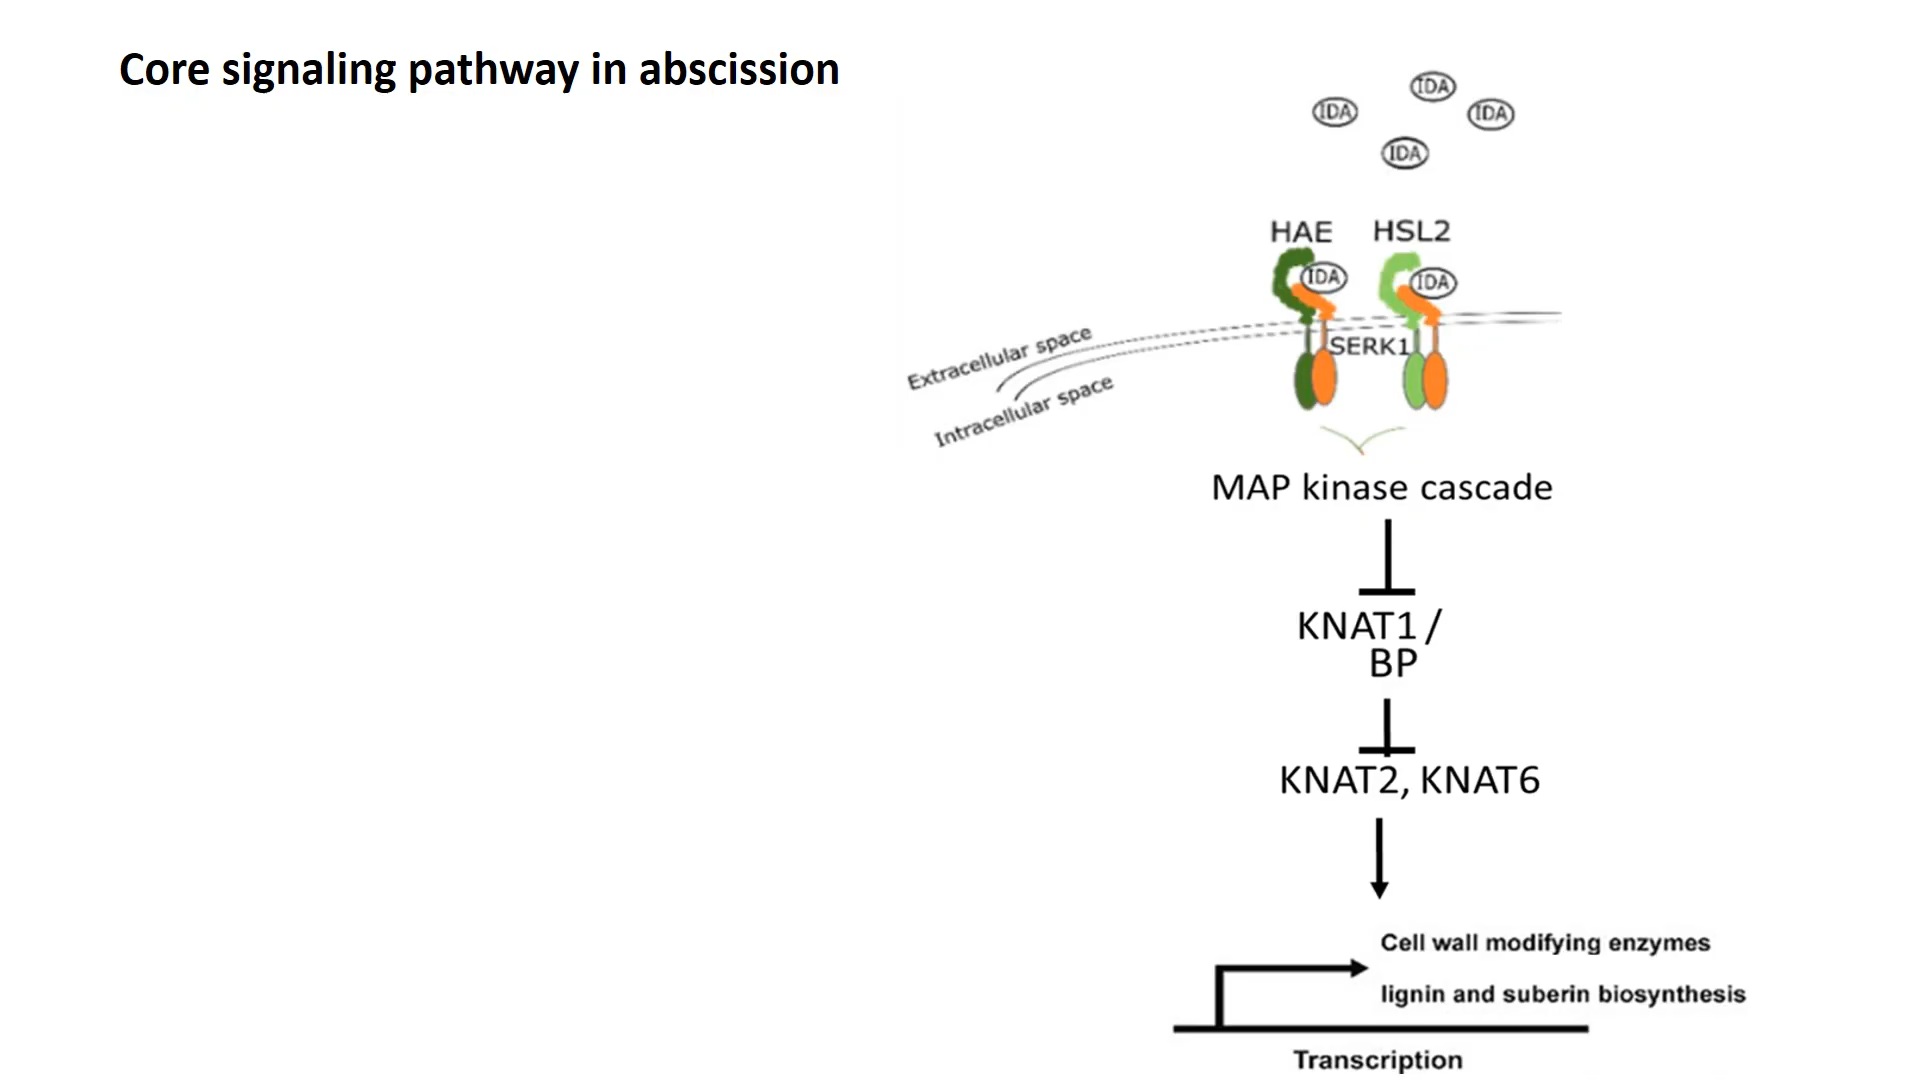 Core signaling pathway in abscission
IDA
IDA
IDA
IDA
HAE
HSL2
IDA
IDA
SERK1
Extracellular space
Intracellular space
MAP kinase cascade
KNAT1 /
BP
KNAT2, KNAT6
Cell wall modifying enzymes
lignin and suberin biosynthesis
Transcription